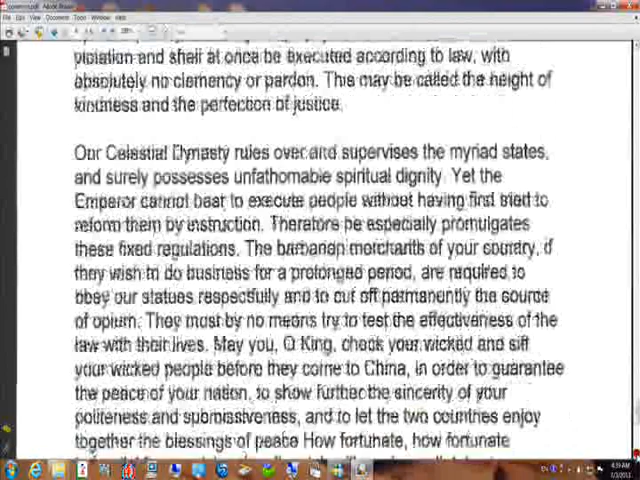 File Edit View Document Tools Window Help
violation and shall at once be executed according to law, with
absolutely no clemency or pardon. This may be called the height of
kindness and the perfection of justice.
Our Celestial Dynasty rules over and supervises the myriad states,
and surely possesses unfathomable spiritual dignity. Yet the
Emperor cannot bear to execute people without having first tried to
reform them by instruction. Therefore he especially promulgates
these fixed regulations. The barbarian merchants of your country, if
they wish to do business for a prolonged period, are required to
obey our statues respectfully and to cut off permanently the source
of opium. They must by no means try to test the effectiveness of the
law with their lives. May you, O King, check your wicked and sift
your wicked people before they come to China, in order to guarantee
the peace of your nation, to show further the sincerity of your
politeness and submissiveness, and to let the two countries enjoy
together the blessings of peace How fortunate, how fortunate